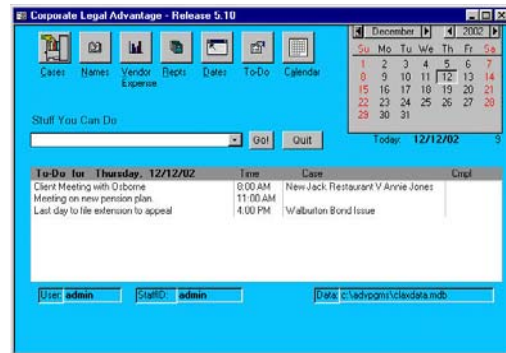 Corporate Legal Advantage - Release 5.10
December 2002
Su Mo Tu We Th Fr Sa
1 2 3 4 5 6 7
8 9 10 11 12 13 14
15 16 17 18 19 20 21
22 23 24 25 26 27 28
29 30 31
Cases Names Vendor Expense Repts Dates To-Do Calendar
Stuff You Can Do
Go! Quit
Today: 12/12/02 9
To-Do for Thursday, 12/12/02 Time Case Cmpl
Client Meeting with Osborne 8:00 AM New Jack Restaurant V Annie Jones
Meeting on new pension plan. 11:00 AM
Last day to file extension to appeal 4:00 PM Walburton Bond Issue
User: admin StaffID: admin Data: c:\advpgms\claxdata.mdb